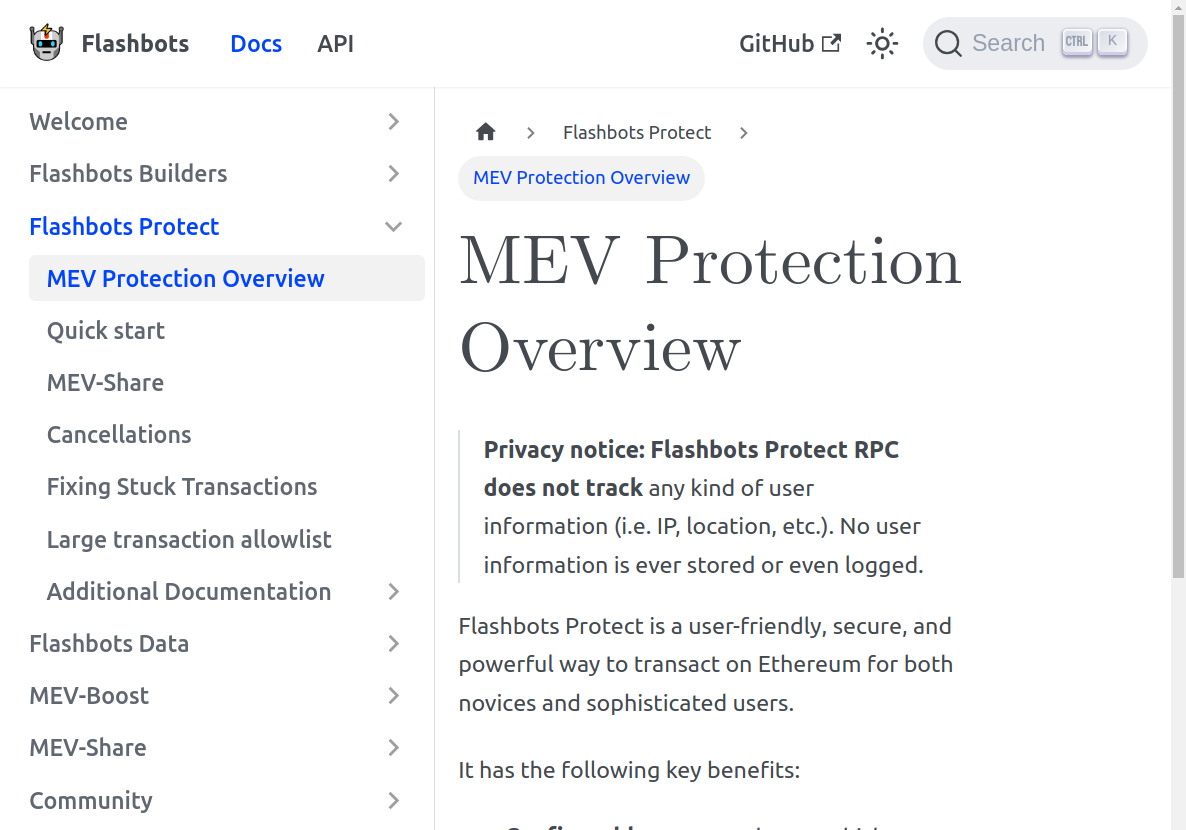 Flashbots
Docs
API
GitHub
Search
CTRL
K
Welcome
Flashbots Builders
Flashbots Protect
MEV Protection Overview
Quick start
MEV-Share
Cancellations
Fixing Stuck Transactions
Large transaction allowlist
Additional Documentation
Flashbots Data
MEV-Boost
MEV-Share
Community
Flashbots Protect
MEV Protection Overview
MEV Protection
Overview
Privacy notice: Flashbots Protect RPC
does not track any kind of user
information (i.e. IP, location, etc.). No user
information is ever stored or even logged.
Flashbots Protect is a user-friendly, secure, and
powerful way to transact on Ethereum for both
novices and sophisticated users.
It has the following key benefits: